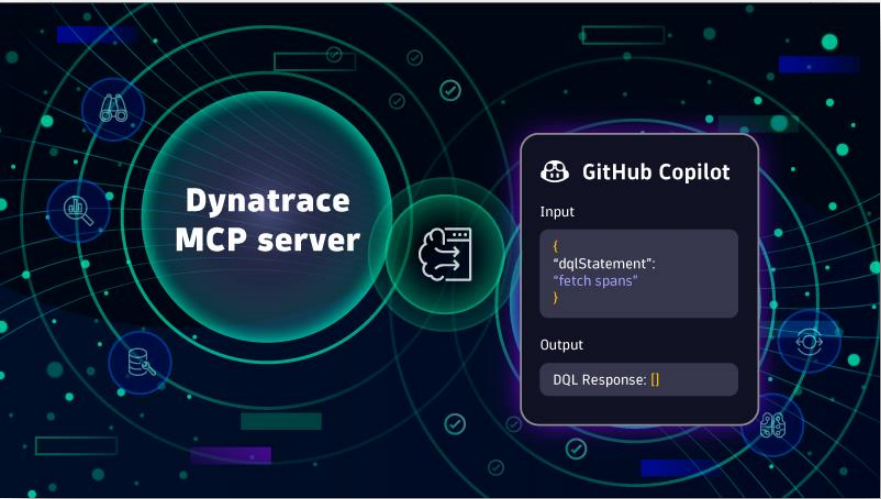 Dynatrace
MCP server
GitHub Copilot
Input
{
“dqlStatement”:
“fetch spans”
}
Output
DQL Response: []